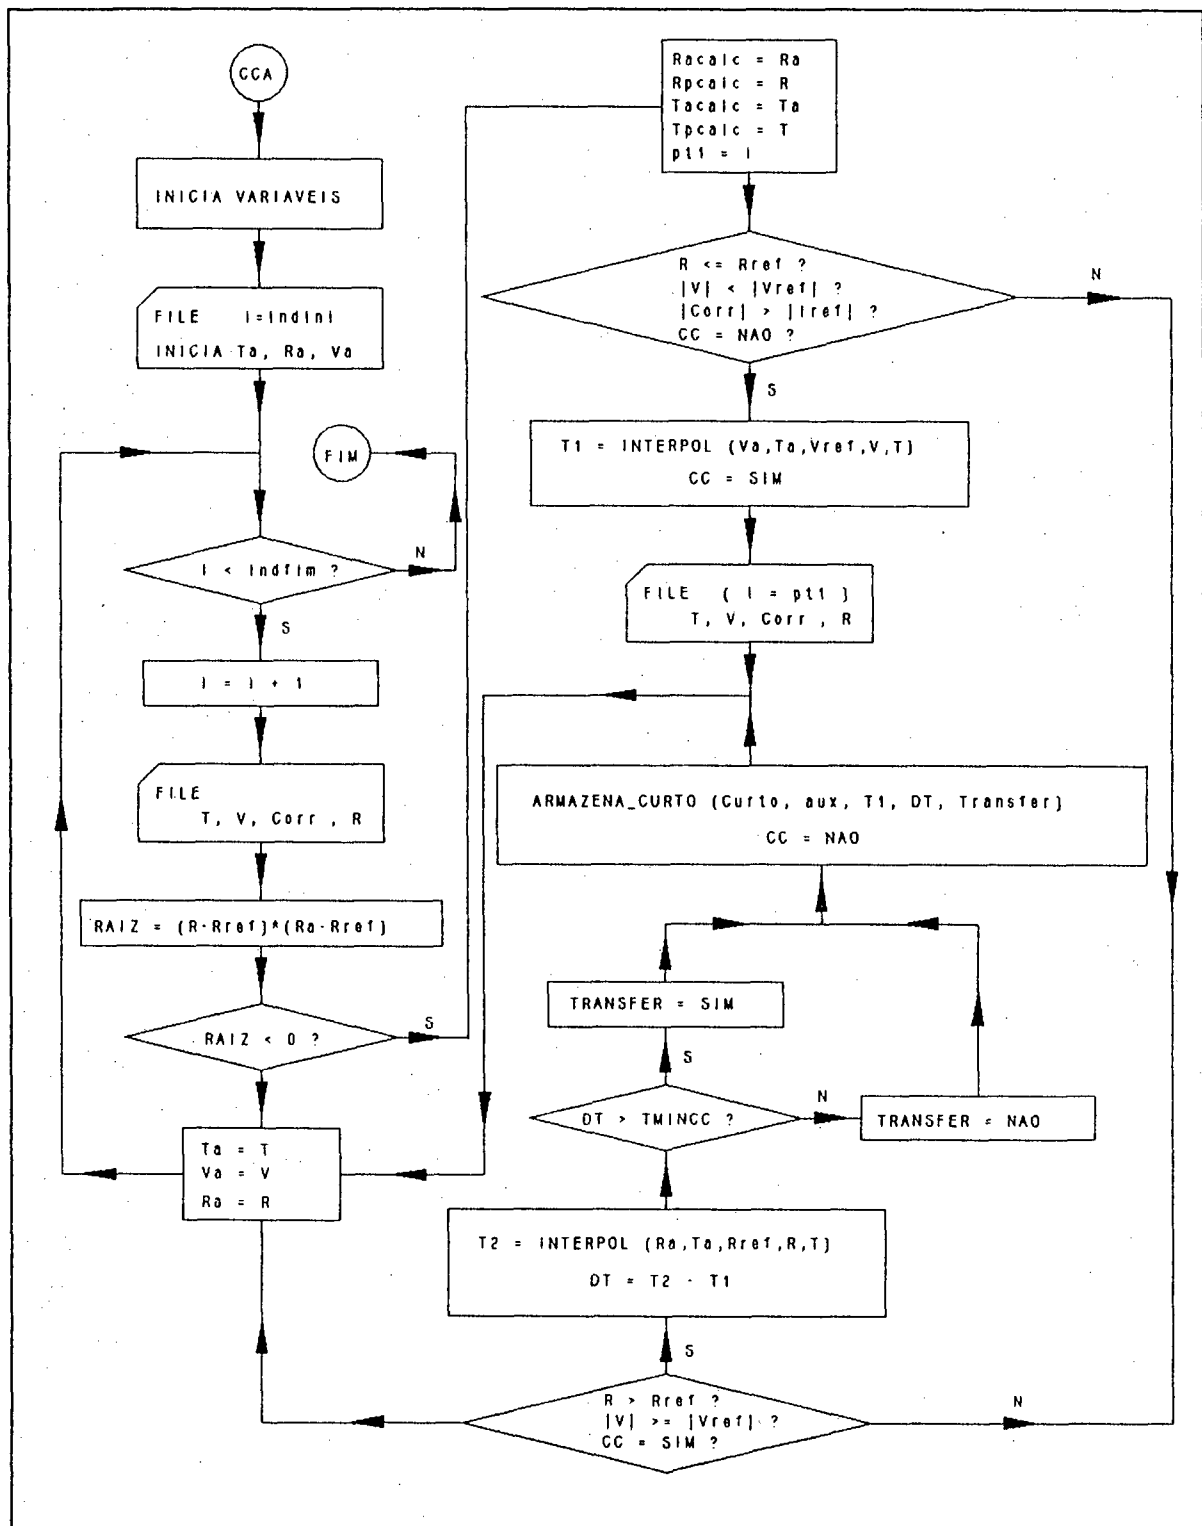 CCA
INICIA VARIAVEIS
FILE I=Indini
INICIA Ta, Ra, Va
FIM
I < Indfim ?
N
S
I = I + 1
FILE
T, V, Corr , R
RAIZ = (R-Rref)*(Ra-Rref)
RAIZ < 0 ?
S
Ta = T
Va = V
Ra = R
Racalc = Ra
Rpcalc = R
Tacalc = Ta
Tpcalc = T
pt1 = I
R <= Rref ?
|V| < |Vref| ?
|Corr| > |Iref| ?
CC = NAO ?
N
S
T1 = INTERPOL (Va,Ta,Vref,V,T)
CC = SIM
FILE ( I = pt1 )
T, V, Corr , R
ARMAZENA_CURTO (Curto, aux, T1, DT, Transfer)
CC = NAO
TRANSFER = SIM
S
DT > TMINCC ?
N
TRANSFER = NAO
T2 = INTERPOL (Ra,Ta,Rref,R,T)
DT = T2 - T1
S
R > Rref ?
|V| >= |Vref| ?
CC = SIM ?
N